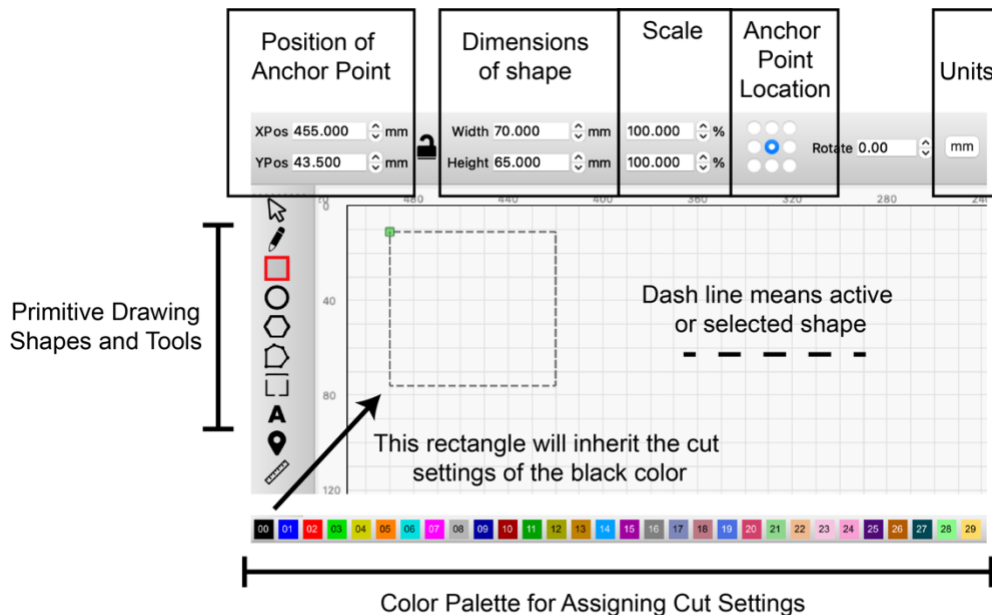 Position of
Anchor Point
Dimensions
of shape
Scale
Anchor
Point
Location
Units
XPos 455.000 mm
Width 70.000 mm
100.000 %
Rotate 0.00
mm
YPos 43.500 mm
Height 65.000 mm
100.000 %
480 440 400 360 320 280 240
0
40
80
120
Primitive Drawing
Shapes and Tools
A
Dash line means active
or selected shape
This rectangle will inherit the cut
settings of the black color
00 01 02 03 04 05 06 07 08 09 10 11 12 13 14 15 16 17 18 19 20 21 22 23 24 25 26 27 28 29
Color Palette for Assigning Cut Settings